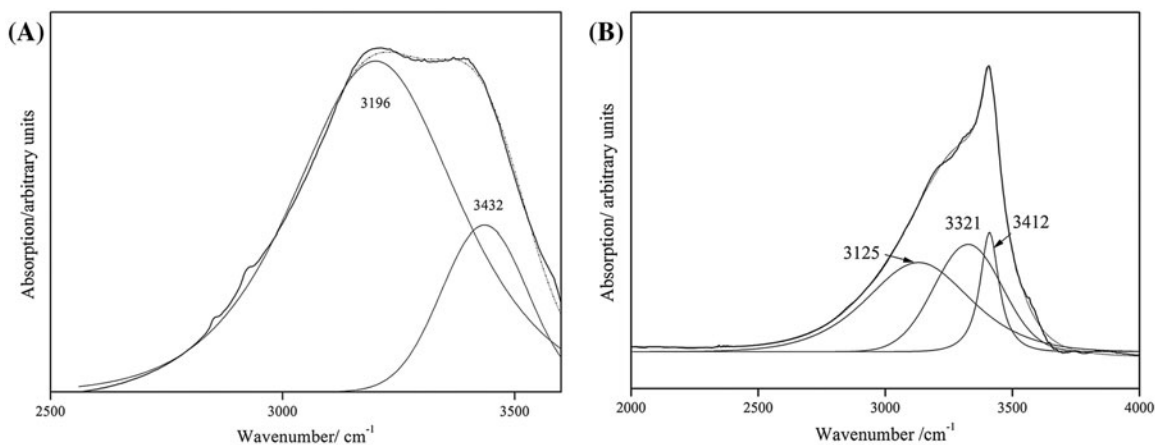 (A)
Absorption/arbitrary units
3196
3432
2500
3000
3500
Wavenumber/ cm⁻¹
(B)
Absorption/ arbitrary units
3125
3321
3412
2000
2500
3000
3500
4000
Wavenumber /cm⁻¹